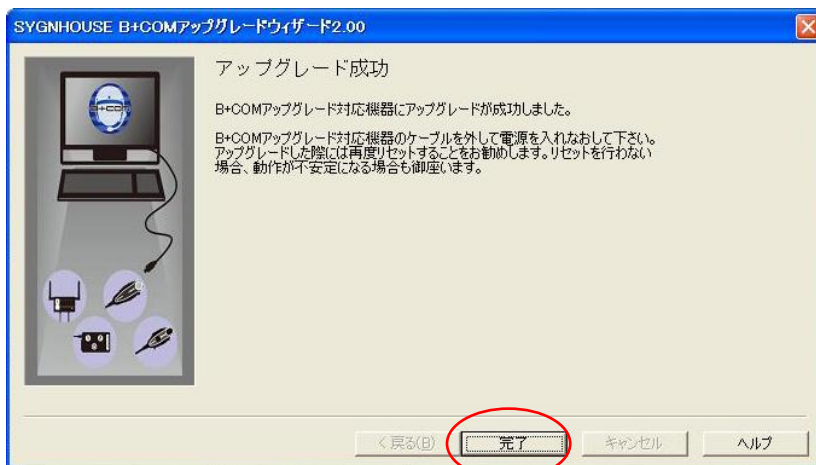 SYGNHOUSE B+COMアップグレードウィザード2.00
アップグレード成功
B+COMアップグレード対応機器にアップグレードが成功しました。
B+COMアップグレード対応機器のケーブルを外して電源を入れなおして下さい。
アップグレードした際には再度リセットすることをお勧めします。リセットを行わない
場合、動作が不安定になる場合も御座います。
B+COM
< 戻る(B)
完了
キャンセル
ヘルプ